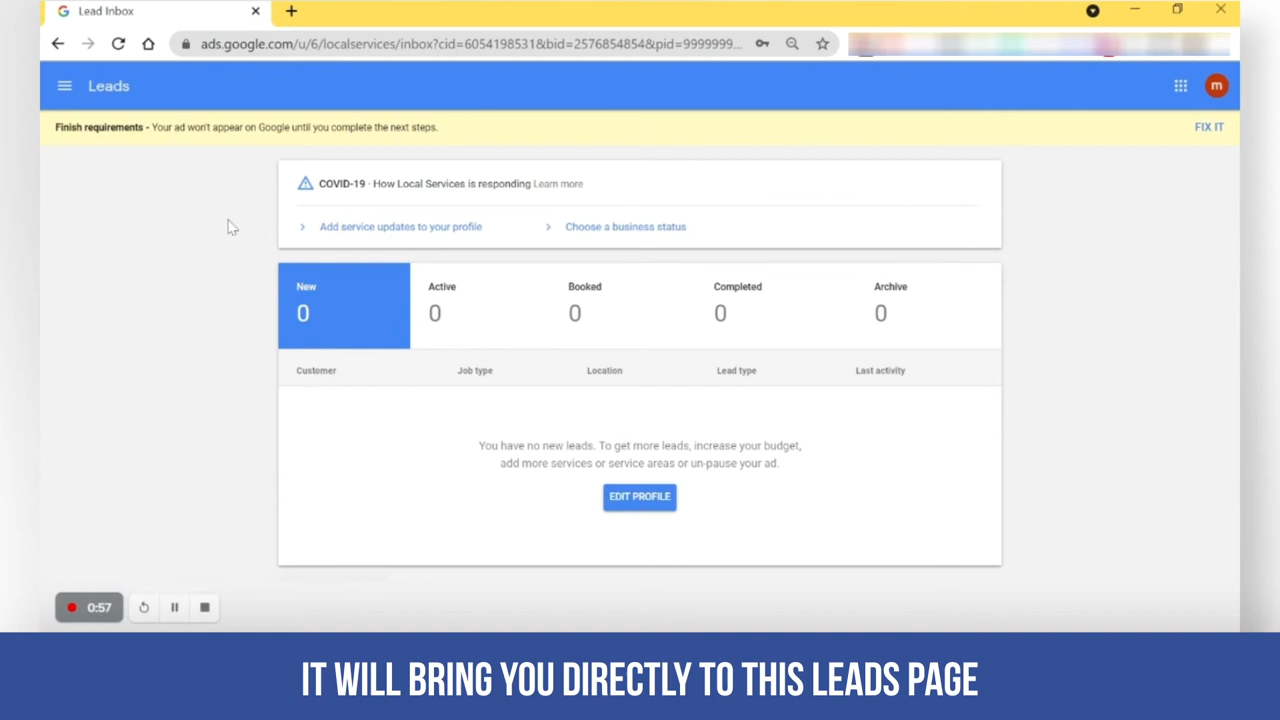 Lead Inbox
ads.google.com/u/6/localservices/inbox?cid=6054198531&bid=2576854854&pid=9999999...
Leads
m
Finish requirements - Your ad won't appear on Google until you complete the next steps.
FIX IT
COVID-19 · How Local Services is responding Learn more
Add service updates to your profile
Choose a business status
New Active Booked Completed Archive
0 0 0 0 0
Customer Job type Location Lead type Last activity
You have no new leads. To get more leads, increase your budget,
add more services or service areas or un-pause your ad.
EDIT PROFILE
0:57
IT WILL BRING YOU DIRECTLY TO THIS LEADS PAGE